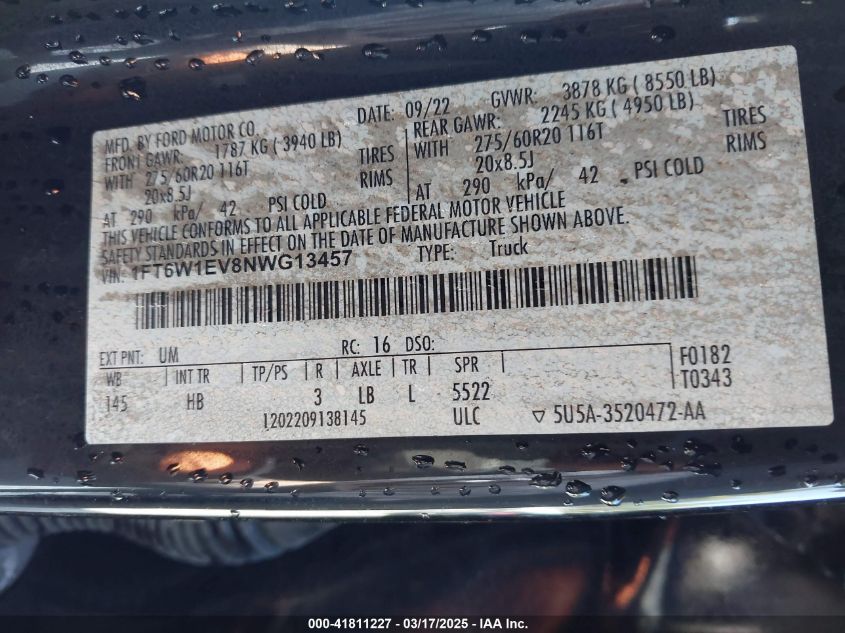 MFD. BY FORD MOTOR CO. DATE: 09/22 GVWR: 3878 KG ( 8550 LB)
FRONT GAWR: 1787 KG ( 3940 LB) REAR GAWR: 2245 KG ( 4950 LB)
WITH 275/60R20 116T TIRES WITH 275/60R20 116T TIRES
20x8.5J RIMS 20x8.5J RIMS
AT 290 kPa/ 42 PSI COLD AT 290 kPa/ 42 PSI COLD
THIS VEHICLE CONFORMS TO ALL APPLICABLE FEDERAL MOTOR VEHICLE
SAFETY STANDARDS IN EFFECT ON THE DATE OF MANUFACTURE SHOWN ABOVE.
VIN: 1FT6W1EV8NWG13457 TYPE: Truck
EXT PNT: UM RC: 16 DSO:
WB INT TR TP/PS R AXLE TR SPR F0182
145 HB 3 LB L 5522 T0343
1202209138145 ULC ▽ 5U5A-3520472-AA
000-41811227 - 03/17/2025 - IAA Inc.